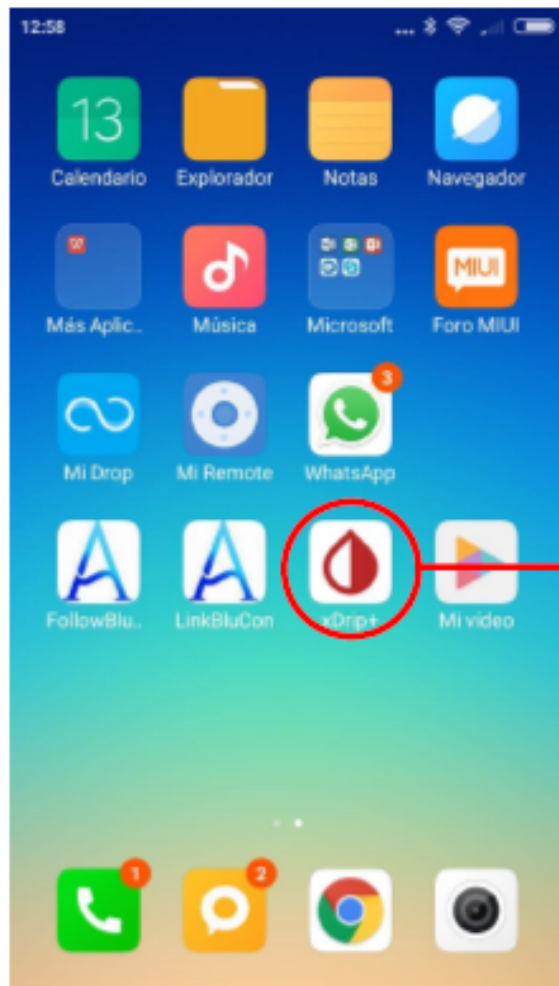 12:58
13
Calendario
Explorador
Notas
Navegador
MIUI
Más Aplic...
Música
Microsoft
Foro MIUI
3
Mi Drop
Mi Remote
WhatsApp
FollowBlu..
LinkBluCon
xDrip+
Mi vídeo
1
2